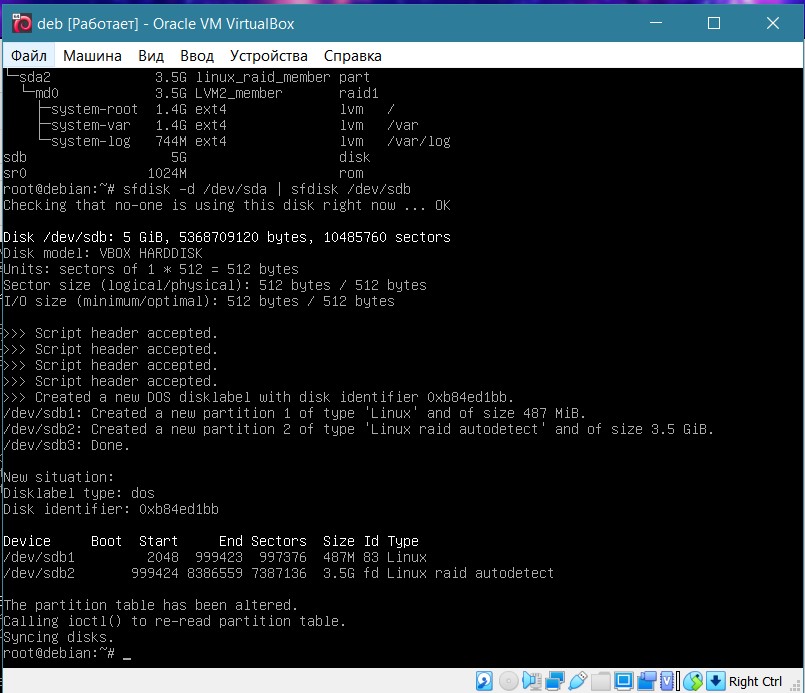 deb [Работает] - Oracle VM VirtualBox
Файл Машина Вид Ввод Устройства Справка
└─sda2 3.5G linux_raid_member part
└─md0 3.5G LVM2_member raid1
├─system-root 1.4G ext4 lvm /
├─system-var 1.4G ext4 lvm /var
└─system-log 744M ext4 lvm /var/log
sdb 5G disk
sr0 1024M rom
root@debian:~# sfdisk -d /dev/sda | sfdisk /dev/sdb
Checking that no-one is using this disk right now ... OK
Disk /dev/sdb: 5 GiB, 5368709120 bytes, 10485760 sectors
Disk model: VBOX HARDDISK
Units: sectors of 1 * 512 = 512 bytes
Sector size (logical/physical): 512 bytes / 512 bytes
I/O size (minimum/optimal): 512 bytes / 512 bytes
>>> Script header accepted.
>>> Script header accepted.
>>> Script header accepted.
>>> Script header accepted.
>>> Created a new DOS disklabel with disk identifier 0xb84ed1bb.
/dev/sdb1: Created a new partition 1 of type 'Linux' and of size 487 MiB.
/dev/sdb2: Created a new partition 2 of type 'Linux raid autodetect' and of size 3.5 GiB.
/dev/sdb3: Done.
New situation:
Disklabel type: dos
Disk identifier: 0xb84ed1bb
Device Boot Start End Sectors Size Id Type
/dev/sdb1 2048 999423 997376 487M 83 Linux
/dev/sdb2 999424 8386559 7387136 3.5G fd Linux raid autodetect
The partition table has been altered.
Calling ioctl() to re-read partition table.
Syncing disks.
root@debian:~# _
Right Ctrl